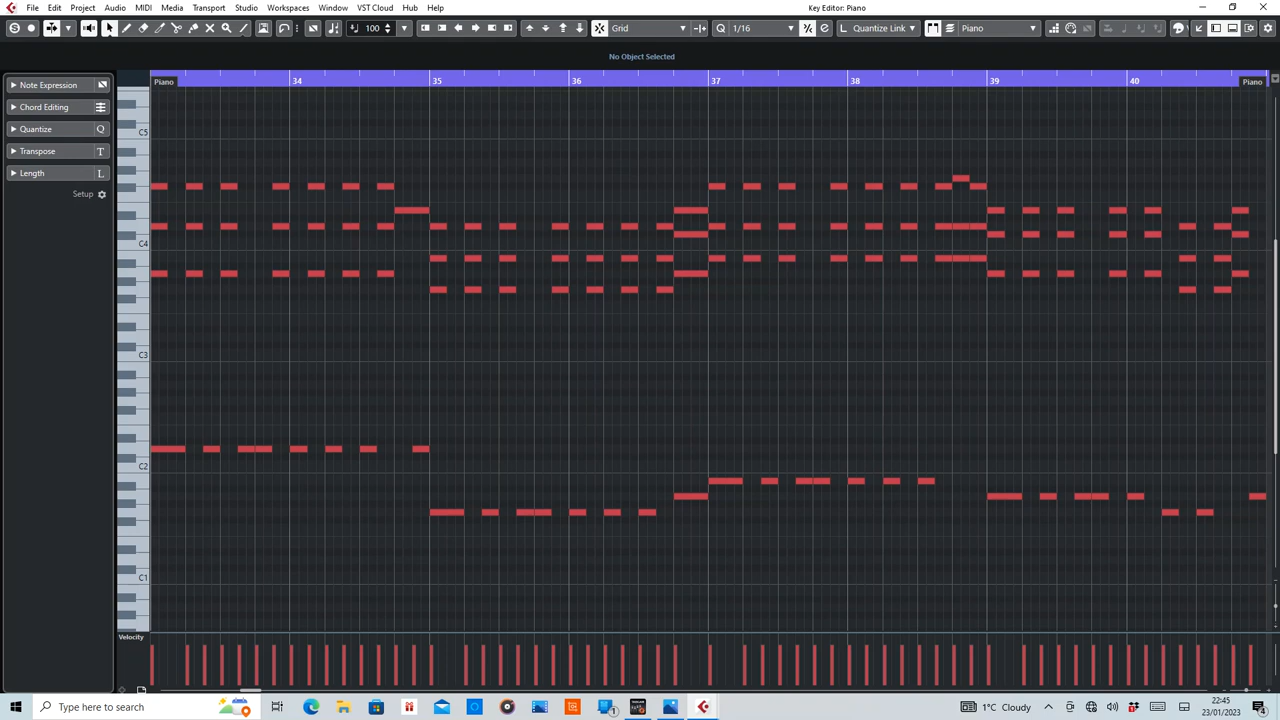 File Edit Project Audio MIDI Media Transport Studio Workspaces Window VST Cloud Hub Help
Key Editor: Piano
S 100 Grid Q 1/16 Quantize Link Piano
No Object Selected
Piano 34 35 36 37 38 39 40 Piano
Note Expression
Chord Editing
Quantize Q
Transpose T
Length L
Setup
C5
C4
C3
C2
C1
Velocity
Type here to search
1
1°C Cloudy
22:45
23/01/2023
4